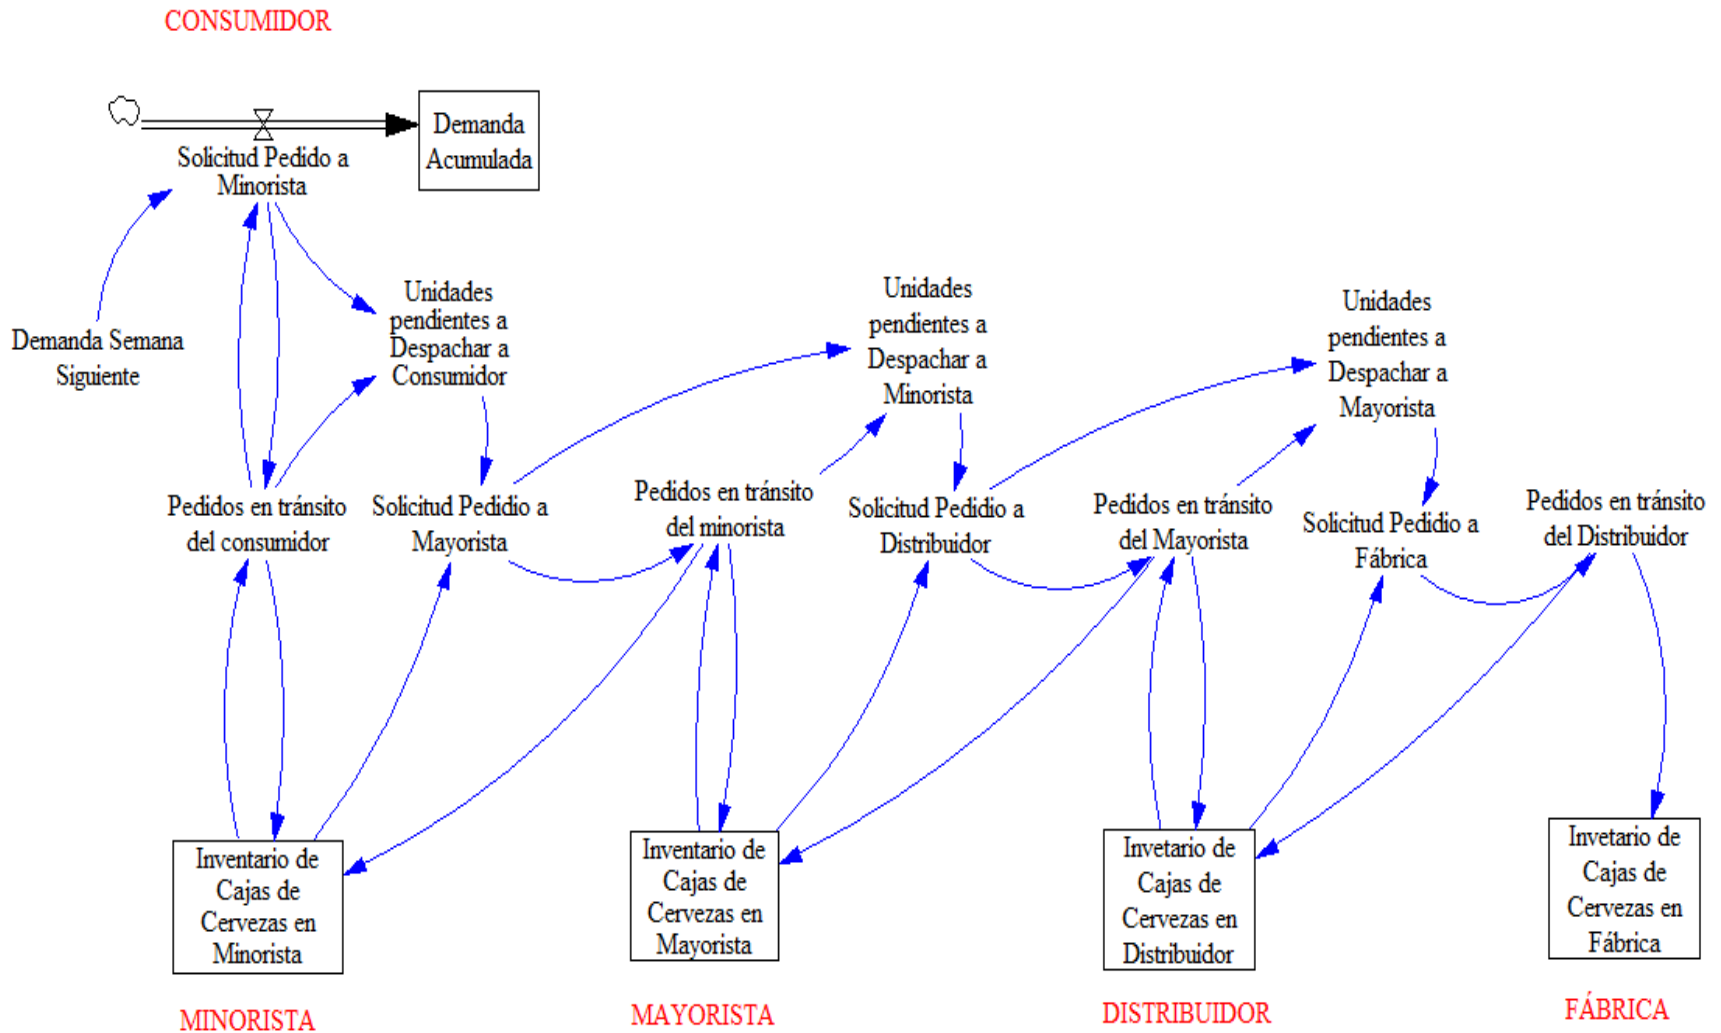 CONSUMIDOR
Demanda
Acumulada
Solicitud Pedido a
Minorista
Demanda Semana
Siguiente
Unidades
pendientes a
Despachar a
Consumidor
Unidades
pendientes a
Despachar a
Minorista
Unidades
pendientes a
Despachar a
Mayorista
Pedidos en tránsito
del consumidor
Solicitud Pedidio a
Mayorista
Pedidos en tránsito
del minorista
Solicitud Pedidio a
Distribuidor
Pedidos en tránsito
del Mayorista
Solicitud Pedidio a
Fábrica
Pedidos en tránsito
del Distribuidor
Inventario de
Cajas de
Cervezas en
Minorista
Inventario de
Cajas de
Cervezas en
Mayorista
Invetario de
Cajas de
Cervezas en
Distribuidor
Invetario de
Cajas de
Cervezas en
Fábrica
MINORISTA
MAYORISTA
DISTRIBUIDOR
FÁBRICA